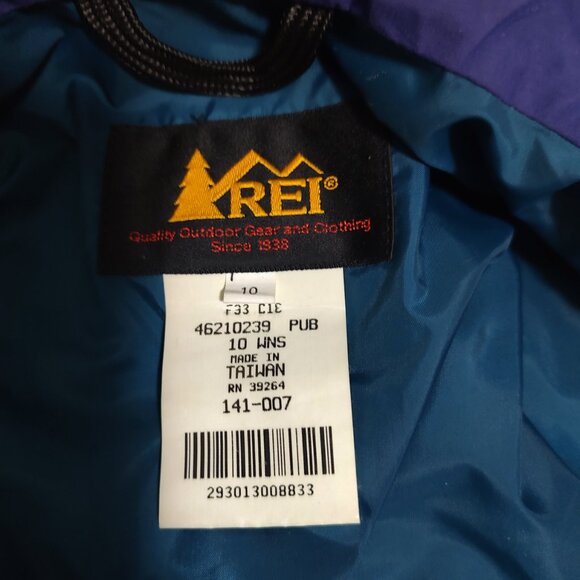 REI®
Quality Outdoor Gear and Clothing
Since 1938
10
F93 C1E
46210239 PUB
10 WNS
MADE IN
TAIWAN
RN 39264
141-007
293013008833